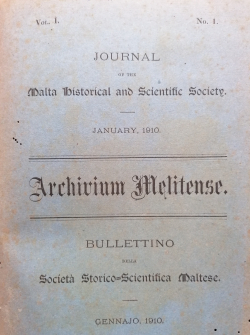 Vol. I. No. 1.
JOURNAL
OF THE
Malta Historical and Scientific Society.
JANUARY, 1910.
Archivium Melitense.
BULLETTINO
DELLA
Società Storico=Scientifica Maltese.
GENNAJO, 1910.